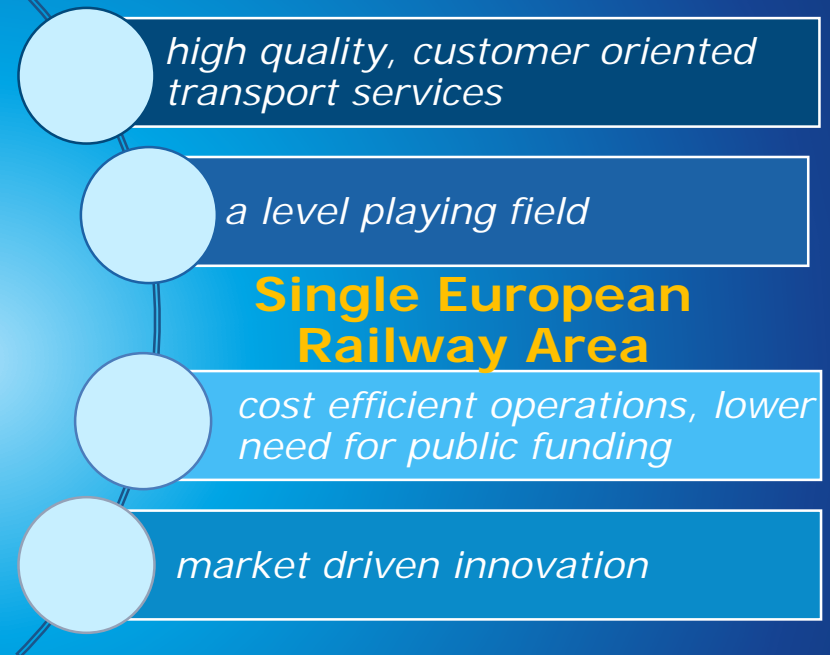 high quality, customer oriented
transport services
a level playing field
Single European
Railway Area
cost efficient operations, lower
need for public funding
market driven innovation